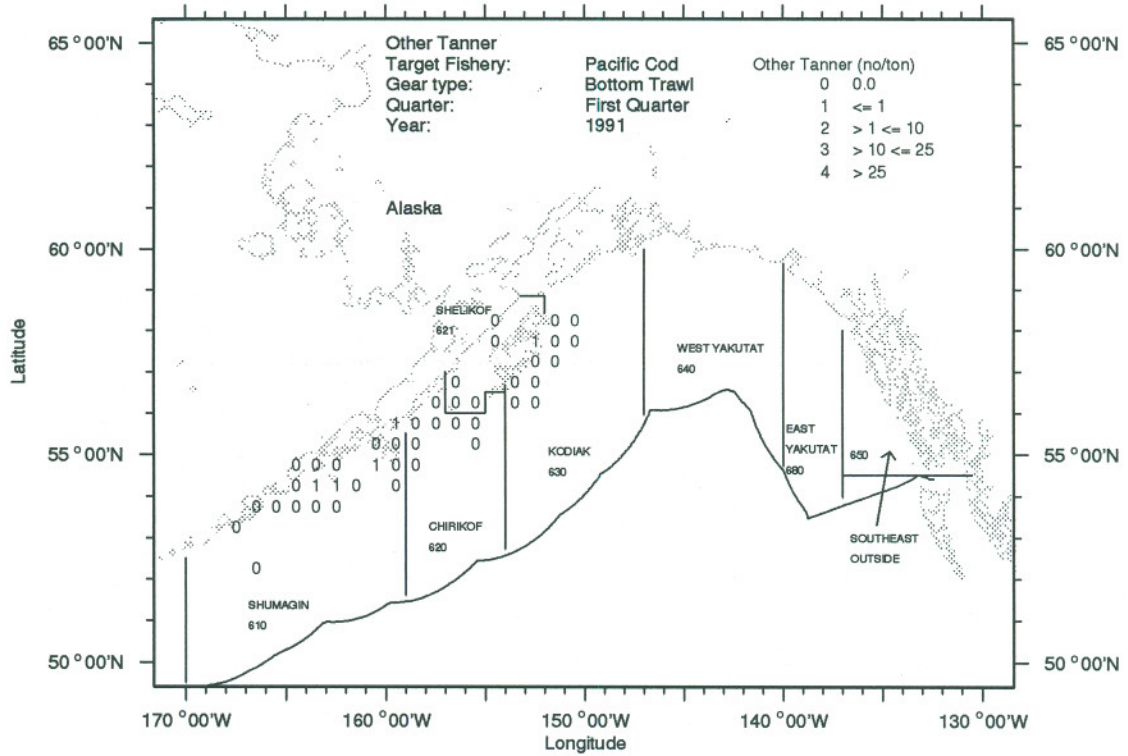 65 °00'N
65 °00'N
Other Tanner
Target Fishery: Pacific Cod
Gear type: Bottom Trawl
Quarter: First Quarter
Year: 1991
Other Tanner (no/ton)
0 0.0
1 <= 1
2 > 1 <= 10
3 > 10 <= 25
4 > 25
Alaska
60 °00'N
60 °00'N
SHELIKOF
621
0 0 0
0 1 0 0
0 0
0 0 0
0 0 0 0 0
1 0 0 0 0
0 0 0 0
0 0 0 1 0 0
0 1 1 0 0
0 0 0 0 0
0
0
WEST YAKUTAT
640
EAST
YAKUTAT
680
650
KODIAK
630
CHIRIKOF
620
SOUTHEAST
OUTSIDE
SHUMAGIN
610
55 °00'N
55 °00'N
50 °00'N
50 °00'N
Latitude
170 °00'W 160 °00'W 150 °00'W 140 °00'W 130 °00'W
Longitude